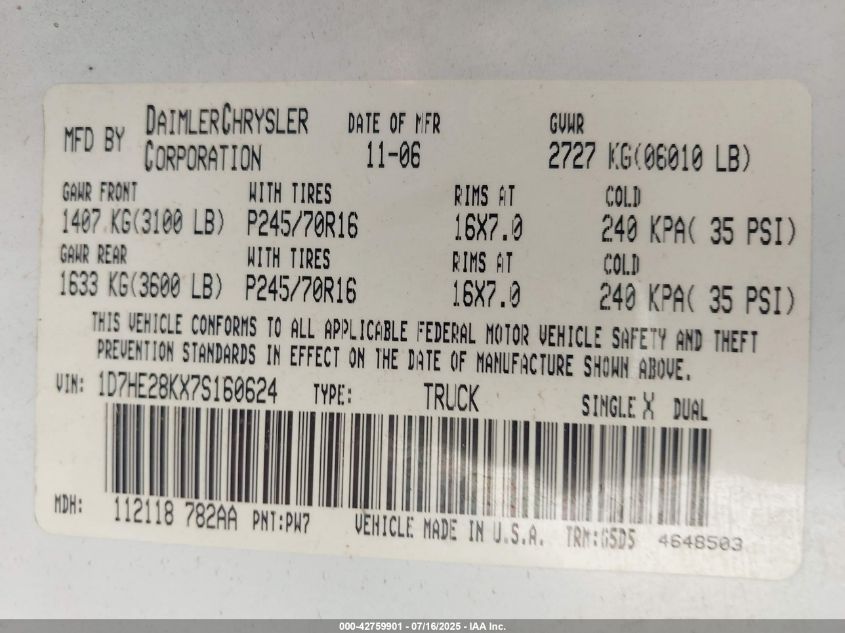 MFD BY DAIMLERCHRYSLER CORPORATION DATE OF MFR 11-06 GVWR 2727 KG(06010 LB)
GAWR FRONT WITH TIRES RIMS AT COLD
1407 KG(3100 LB) P245/70R16 16X7.0 240 KPA( 35 PSI)
GAWR REAR WITH TIRES RIMS AT COLD
1633 KG(3600 LB) P245/70R16 16X7.0 240 KPA( 35 PSI)
THIS VEHICLE CONFORMS TO ALL APPLICABLE FEDERAL MOTOR VEHICLE SAFETY AND THEFT
PREVENTION STANDARDS IN EFFECT ON THE DATE OF MANUFACTURE SHOWN ABOVE.
VIN: 1D7HE28KX7S160624 TYPE: TRUCK SINGLE X DUAL
MDH: 112118 782AA PNT:PW7 VEHICLE MADE IN U.S.A. TRM:G5D5 4648503
000-42759901 - 07/16/2025 - IAA Inc.